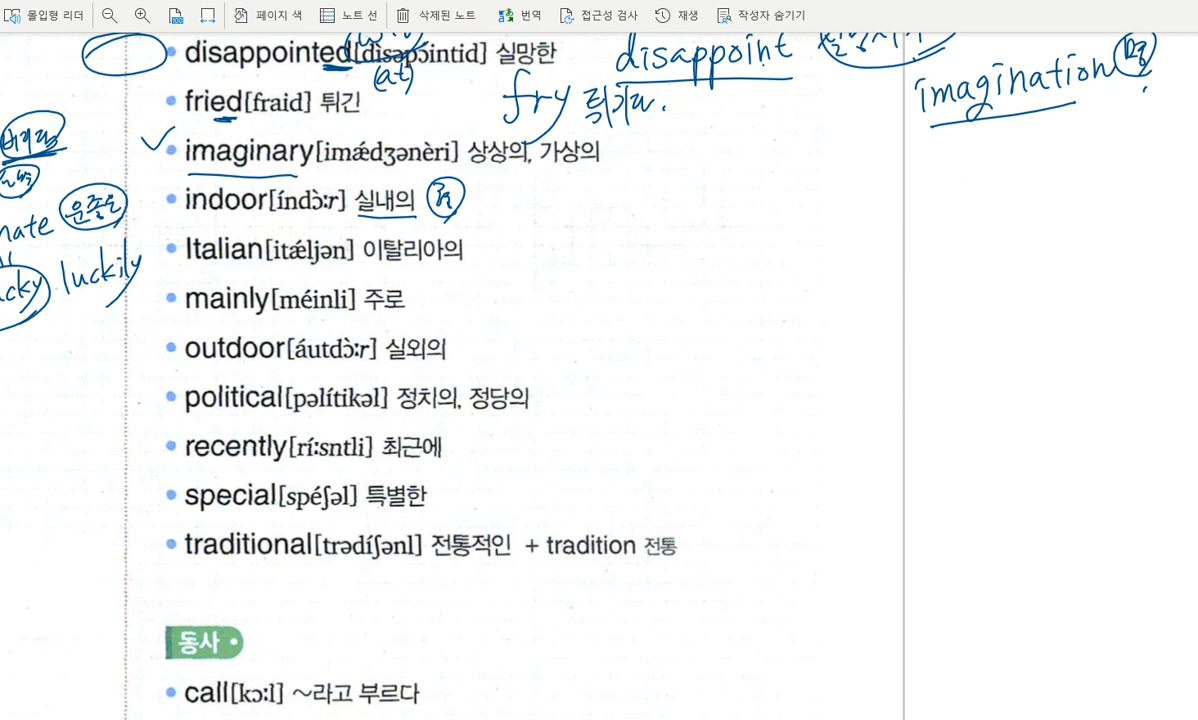 몰입형 리더 페이지 색 노트 선 삭제된 노트 번역 접근성 검사 재생 작성자 숨기기
disappointed[disəpɔ́intid] 실망한 (at) disappoint
imagination
fried[fraid] 튀긴 fry 튀기다.
imaginary[imǽdʒənèri] 상상의, 가상의
indoor[índɔ̀ːr] 실내의
운좋은
Italian[itǽljən] 이탈리아의
luckily
mainly[méinli] 주로
outdoor[áutdɔ̀ːr] 실외의
political[pəlítikəl] 정치의, 정당의
recently[ríːsntli] 최근에
special[spéʃəl] 특별한
traditional[trədíʃənl] 전통적인 + tradition 전통
동사
call[kɔːl] ~라고 부르다